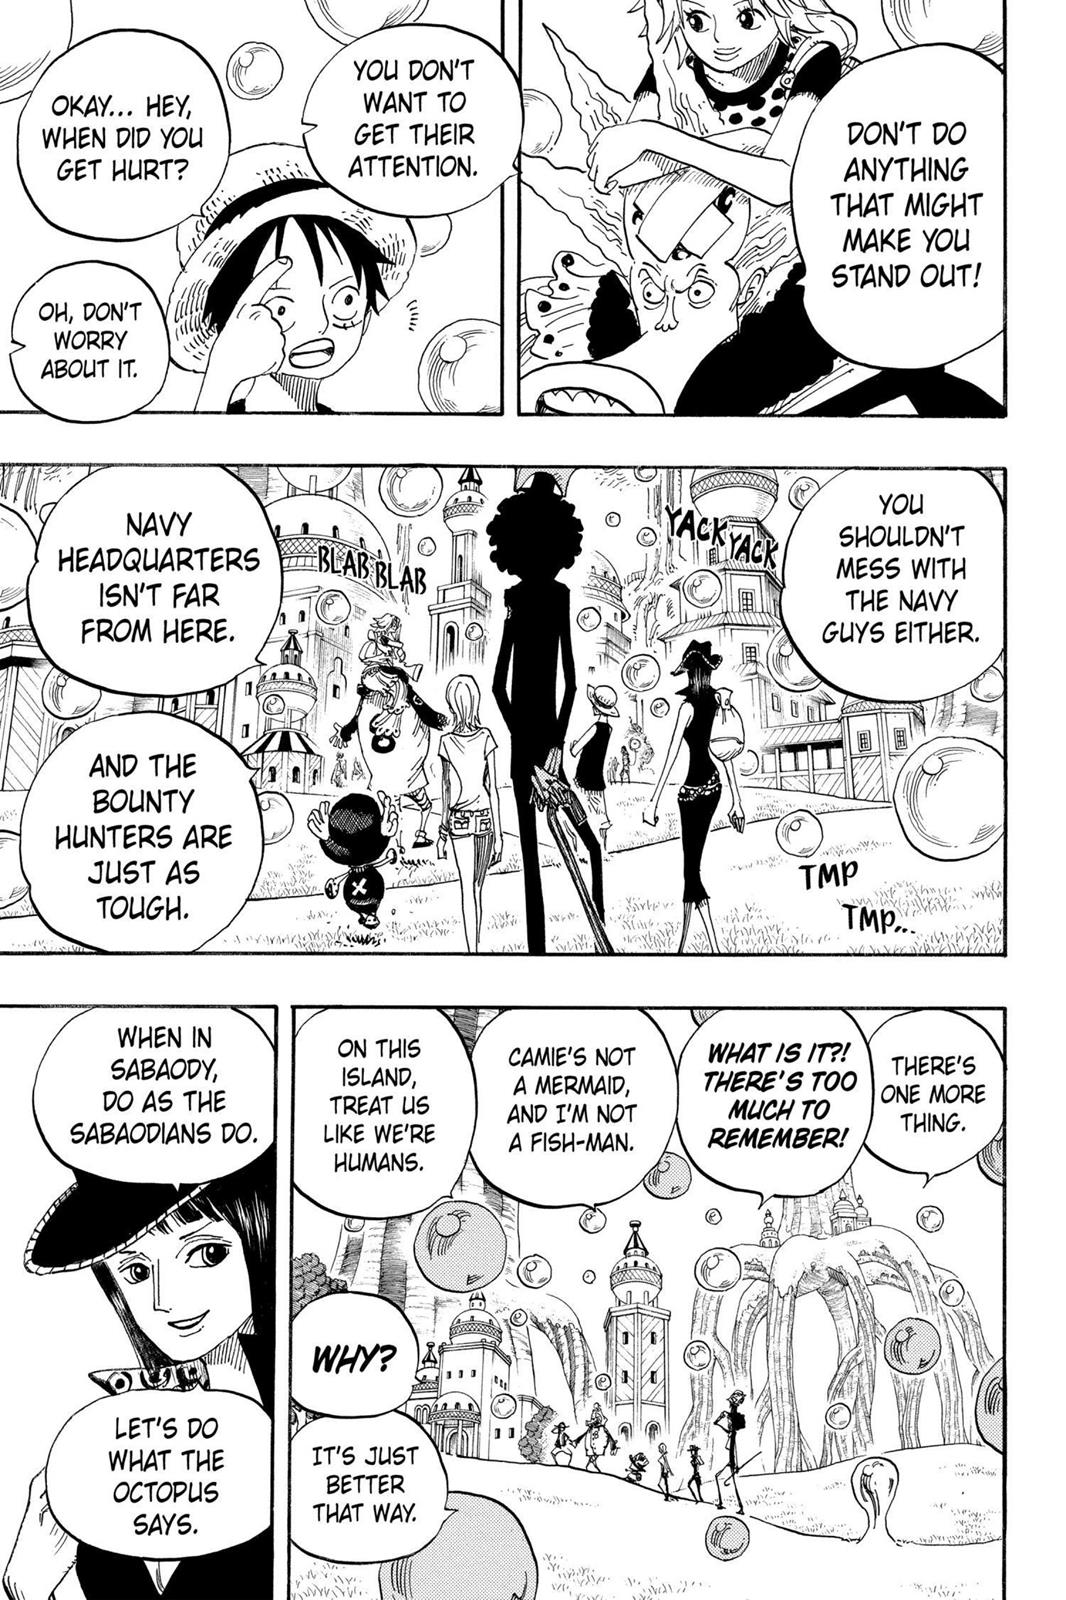 DON'T DO
ANYTHING
THAT MIGHT
MAKE YOU
STAND OUT!
YOU DON'T
WANT TO
GET THEIR
ATTENTION.
OKAY... HEY,
WHEN DID YOU
GET HURT?
OH, DON'T
WORRY
ABOUT IT.
YOU
SHOULDN'T
MESS WITH
THE NAVY
GUYS EITHER.
YACK
YACK
BLAB BLAB
NAVY
HEADQUARTERS
ISN'T FAR
FROM HERE.
AND THE
BOUNTY
HUNTERS ARE
JUST AS
TOUGH.
TMP
TMP...
THERE'S
ONE MORE
THING.
WHAT IS IT?!
THERE'S TOO
MUCH TO
REMEMBER!
CAMIE'S NOT
A MERMAID,
AND I'M NOT
A FISH-MAN.
ON THIS
ISLAND,
TREAT US
LIKE WE'RE
HUMANS.
WHY?
IT'S JUST
BETTER
THAT WAY.
WHEN IN
SABAODY,
DO AS THE
SABAODIANS DO.
LET'S DO
WHAT THE
OCTOPUS
SAYS.